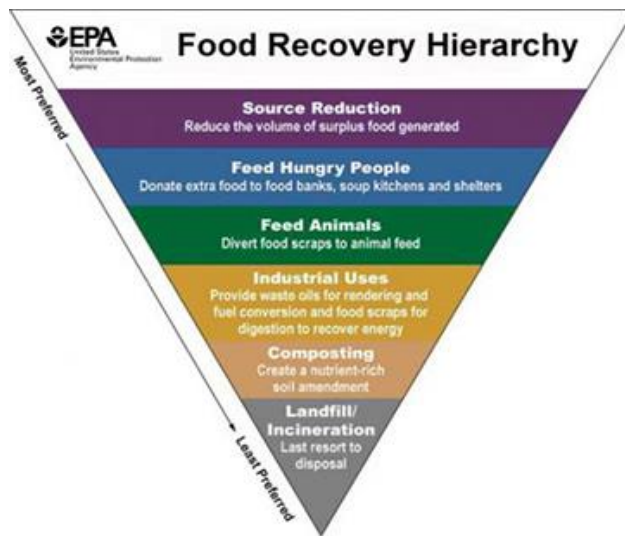 EPA
United States
Environmental Protection
Agency
Food Recovery Hierarchy
Most Preferred
Source Reduction
Reduce the volume of surplus food generated
Feed Hungry People
Donate extra food to food banks, soup kitchens and shelters
Feed Animals
Divert food scraps to animal feed
Industrial Uses
Provide waste oils for rendering and
fuel conversion and food scraps for
digestion to recover energy
Composting
Create a nutrient-rich
soil amendment
Landfill/
Incineration
Last resort to
disposal
Least Preferred